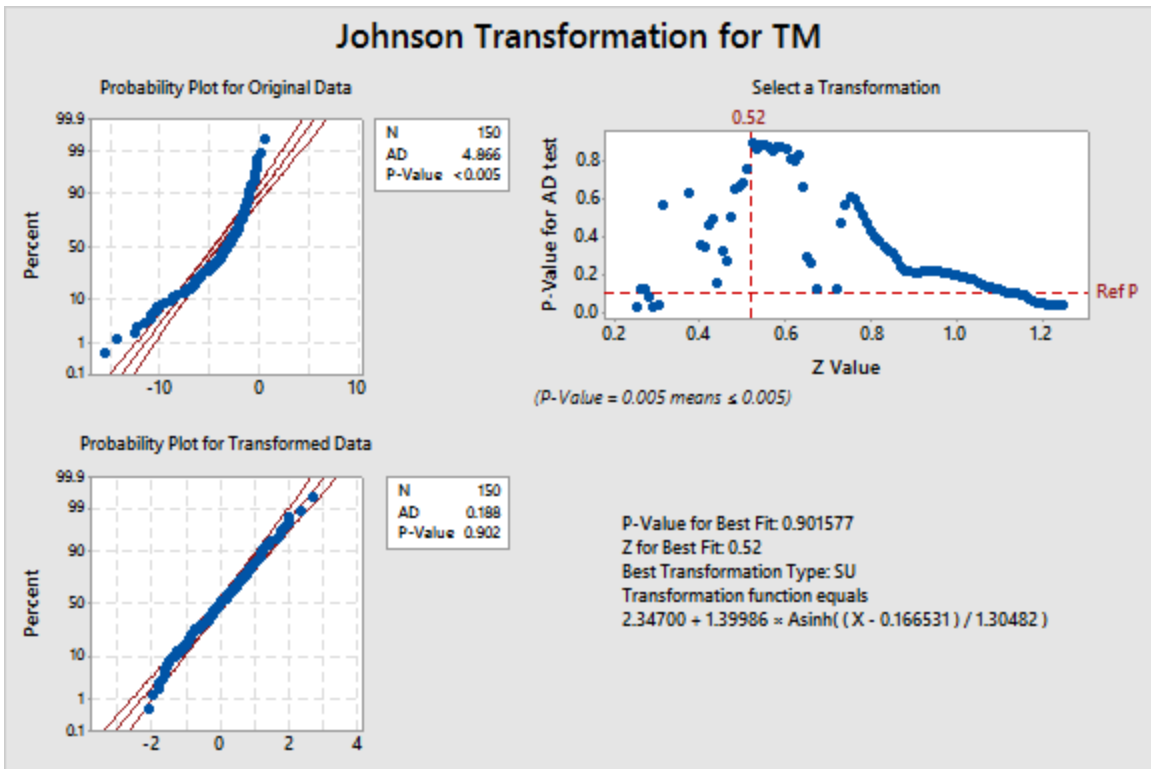 Johnson Transformation for TM
Probability Plot for Original Data
Percent
99.9
99
90
50
10
1
0.1
-10
0
10
N 150
AD 4.866
P-Value <0.005
Select a Transformation
0.52
P-Value for AD test
0.8
0.6
0.4
0.2
0.0
Ref P
0.2
0.4
0.6
0.8
1.0
1.2
Z Value
(P-Value = 0.005 means ≤ 0.005)
Probability Plot for Transformed Data
Percent
99.9
99
90
50
10
1
0.1
-2
0
2
4
N 150
AD 0.188
P-Value 0.902
P-Value for Best Fit: 0.901577
Z for Best Fit: 0.52
Best Transformation Type: SU
Transformation function equals
2.34700 + 1.39986 × Asinh( ( X - 0.166531 ) / 1.30482 )